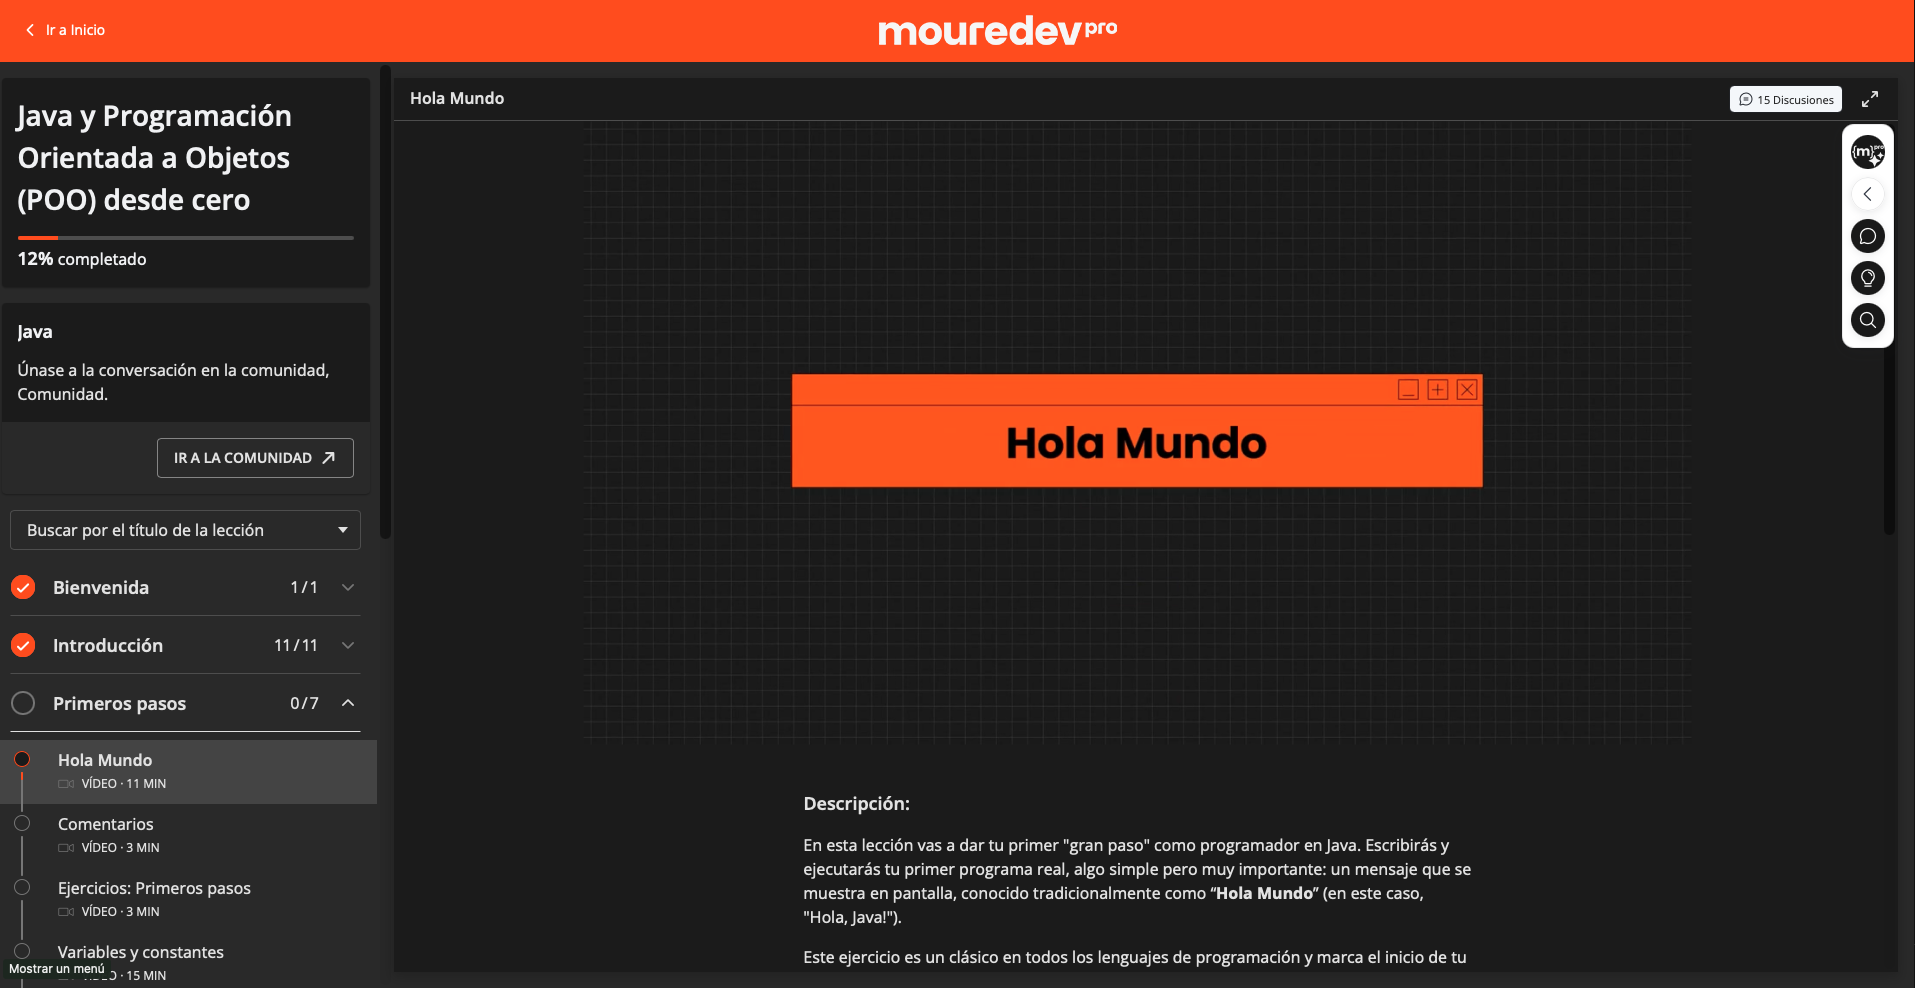 Ir a Inicio
mouredev pro
Java y Programación
Orientada a Objetos
(POO) desde cero
12% completado
Java
Únase a la conversación en la comunidad,
Comunidad.
IR A LA COMUNIDAD
Buscar por el título de la lección
Bienvenida 1/1
Introducción 11/11
Primeros pasos 0/7
Hola Mundo
VÍDEO · 11 MIN
Comentarios
VÍDEO · 3 MIN
Ejercicios: Primeros pasos
VÍDEO · 3 MIN
Variables y constantes
VÍDEO · 15 MIN
Mostrar un menú
Hola Mundo
15 Discusiones
{m} pro
Hola Mundo
Descripción:
En esta lección vas a dar tu primer "gran paso" como programador en Java. Escribirás y
ejecutarás tu primer programa real, algo simple pero muy importante: un mensaje que se
muestra en pantalla, conocido tradicionalmente como “Hola Mundo” (en este caso,
"Hola, Java!").
Este ejercicio es un clásico en todos los lenguajes de programación y marca el inicio de tu